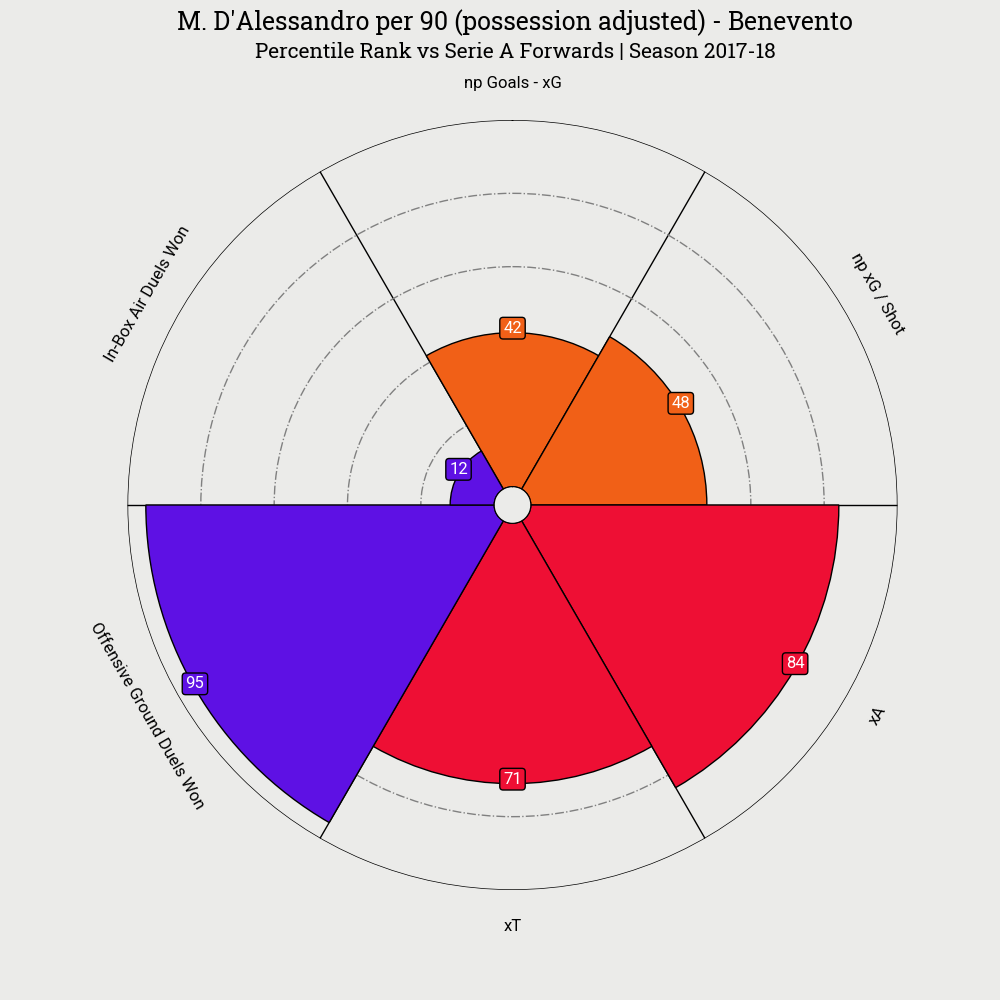 M. D'Alessandro per 90 (possession adjusted) - Benevento
Percentile Rank vs Serie A Forwards | Season 2017-18
np Goals - xG
In-Box Air Duels Won
np xG / Shot
42
48
12
95
84
71
Offensive Ground Duels Won
xA
xT